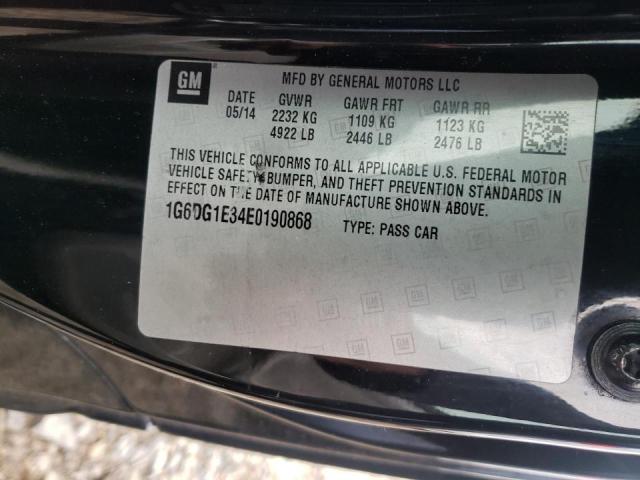 GM
MFD BY GENERAL MOTORS LLC
DATE GVWR GAWR FRT GAWR RR
05/14 2232 KG 1109 KG 1123 KG
4922 LB 2446 LB 2476 LB
THIS VEHICLE CONFORMS TO ALL APPLICABLE U.S. FEDERAL MOTOR
VEHICLE SAFETY, BUMPER, AND THEFT PREVENTION STANDARDS IN
EFFECT ON THE DATE OF MANUFACTURE SHOWN ABOVE.
1G6DG1E34E0190868 TYPE: PASS CAR